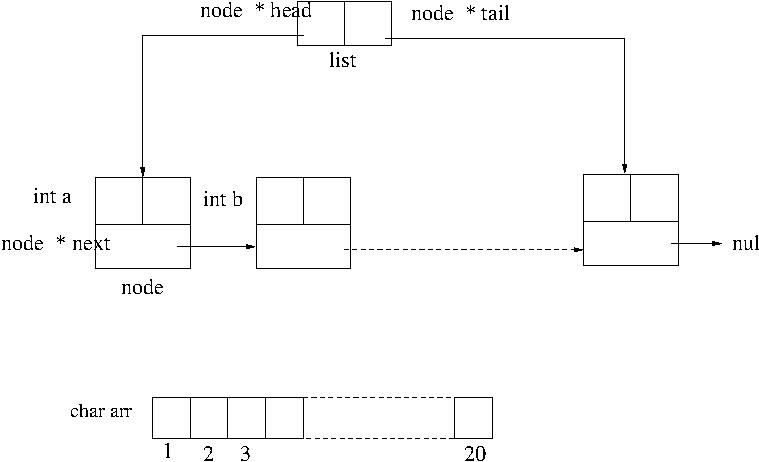 node * head
node * tail
list
int a
int b
node * next
nul
node
char arr
1 2 3 20